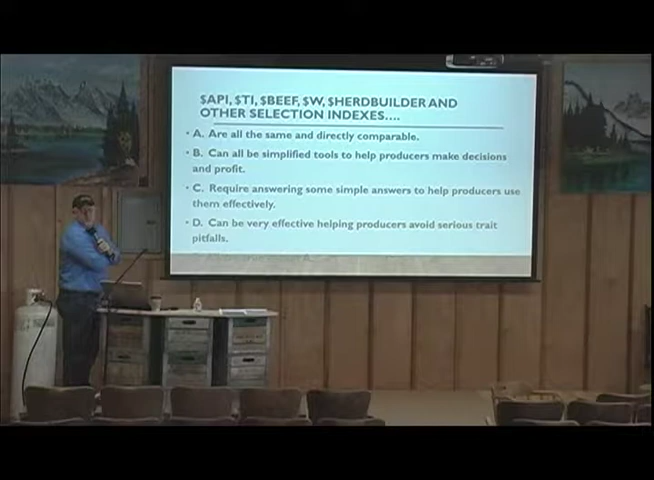 $API, $TI, $BEEF, $W, $HERDBUILDER AND
OTHER SELECTION INDEXES....
• A. Are all the same and directly comparable.
• B. Can all be simplified tools to help producers make decisions
and profit.
• C. Require answering some simple answers to help producers use
them effectively.
• D. Can be very effective helping producers avoid serious trait
pitfalls.